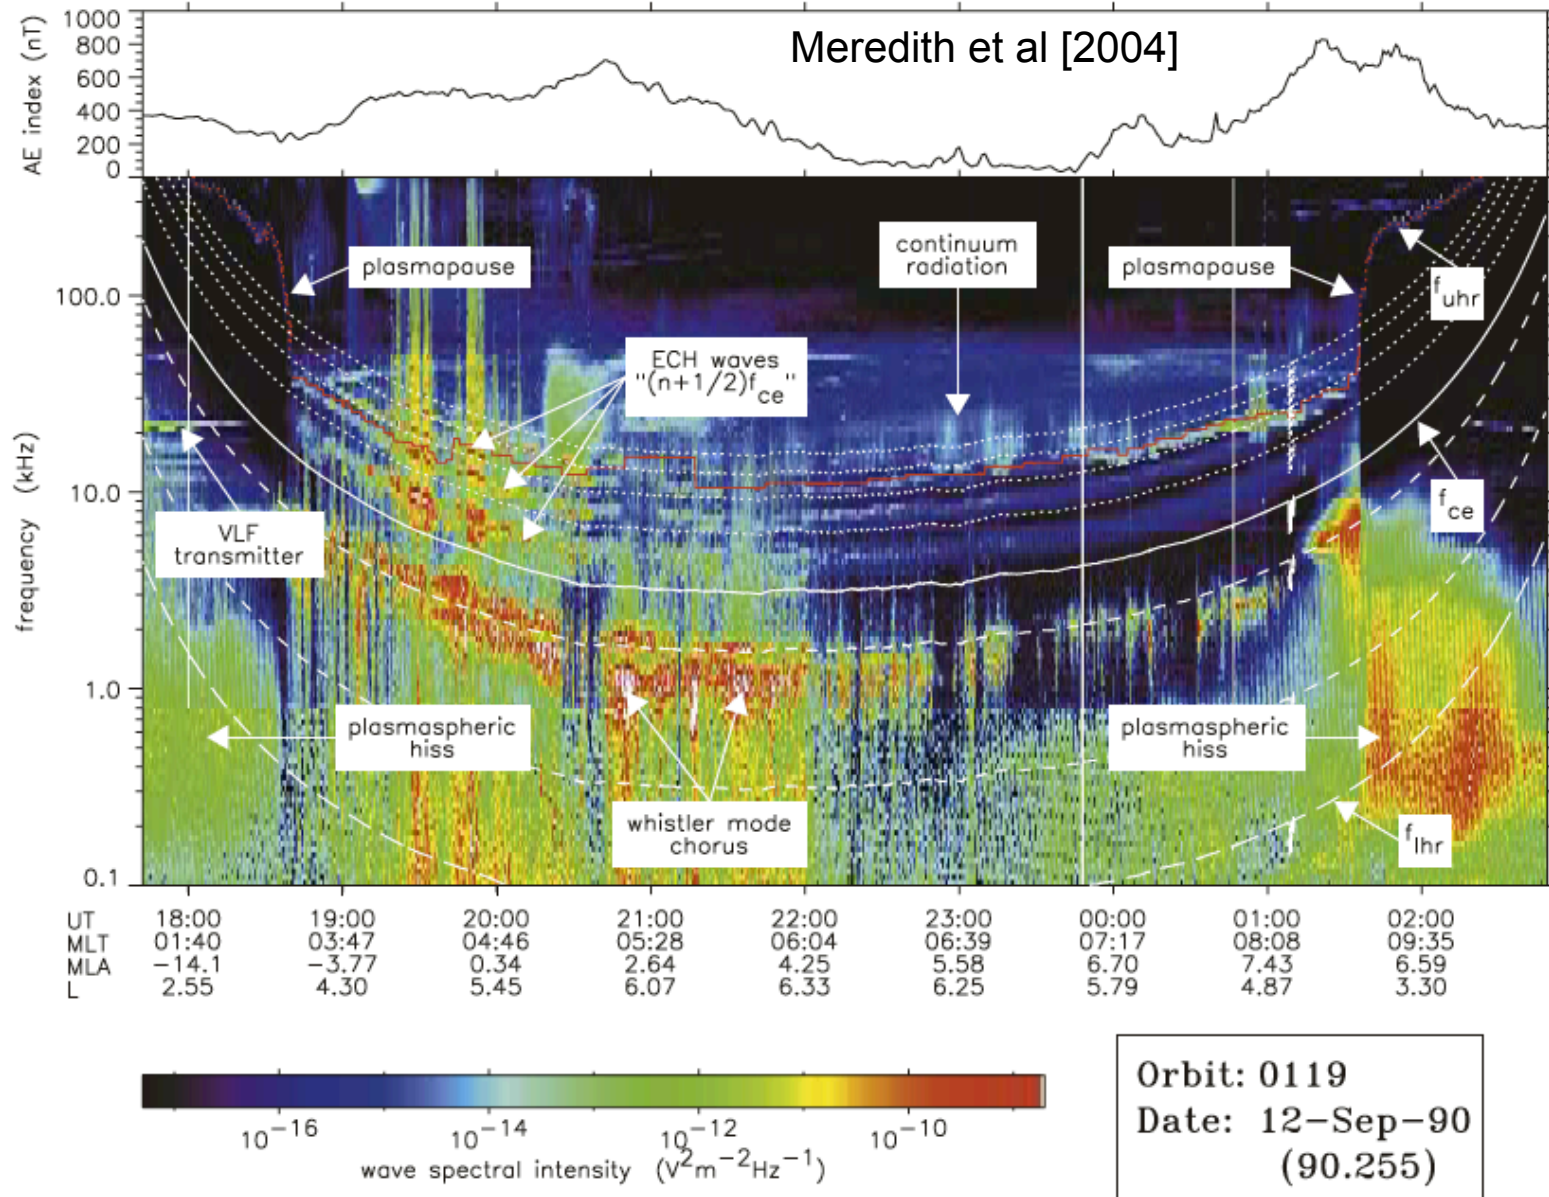 Meredith et al [2004]
AE index (nT)
1000
800
600
400
200
0
frequency (kHz)
100.0
10.0
1.0
0.1
plasmapause
continuum
radiation
plasmapause
fuhr
ECH waves
"(n+1/2)fce"
VLF
transmitter
fce
plasmaspheric
hiss
whistler mode
chorus
plasmaspheric
hiss
flhr
UT 18:00 19:00 20:00 21:00 22:00 23:00 00:00 01:00 02:00
MLT 01:40 03:47 04:46 05:28 06:04 06:39 07:17 08:08 09:35
MLA −14.1 −3.77 0.34 2.64 4.25 5.58 6.70 7.43 6.59
L 2.55 4.30 5.45 6.07 6.33 6.25 5.79 4.87 3.30
10−16 10−14 10−12 10−10
wave spectral intensity (V2m−2Hz−1)
Orbit: 0119
Date: 12−Sep−90
(90.255)